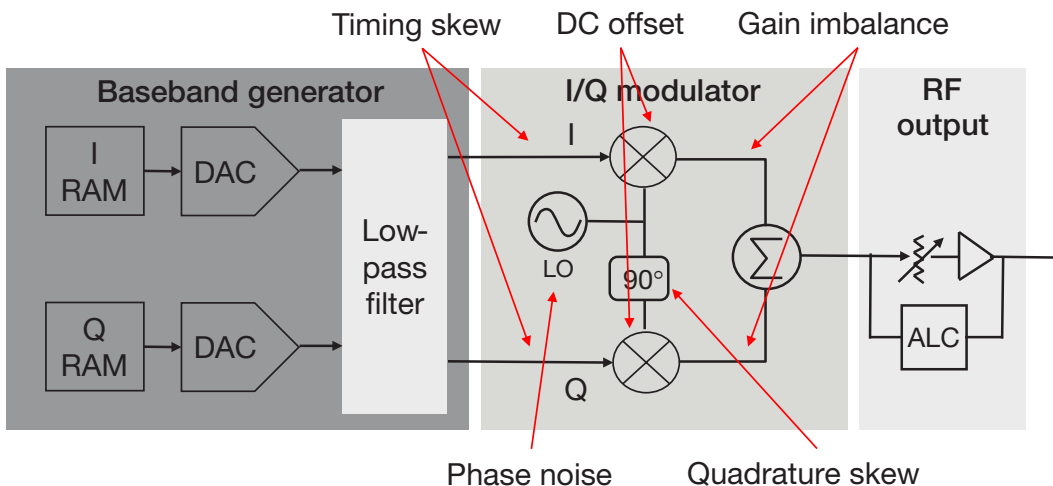 Timing skew
DC offset
Gain imbalance
Baseband generator
I/Q modulator
RF
output
I
RAM
DAC
I
Low-
pass
filter
LO
90°
Σ
Q
RAM
DAC
Q
ALC
Phase noise
Quadrature skew